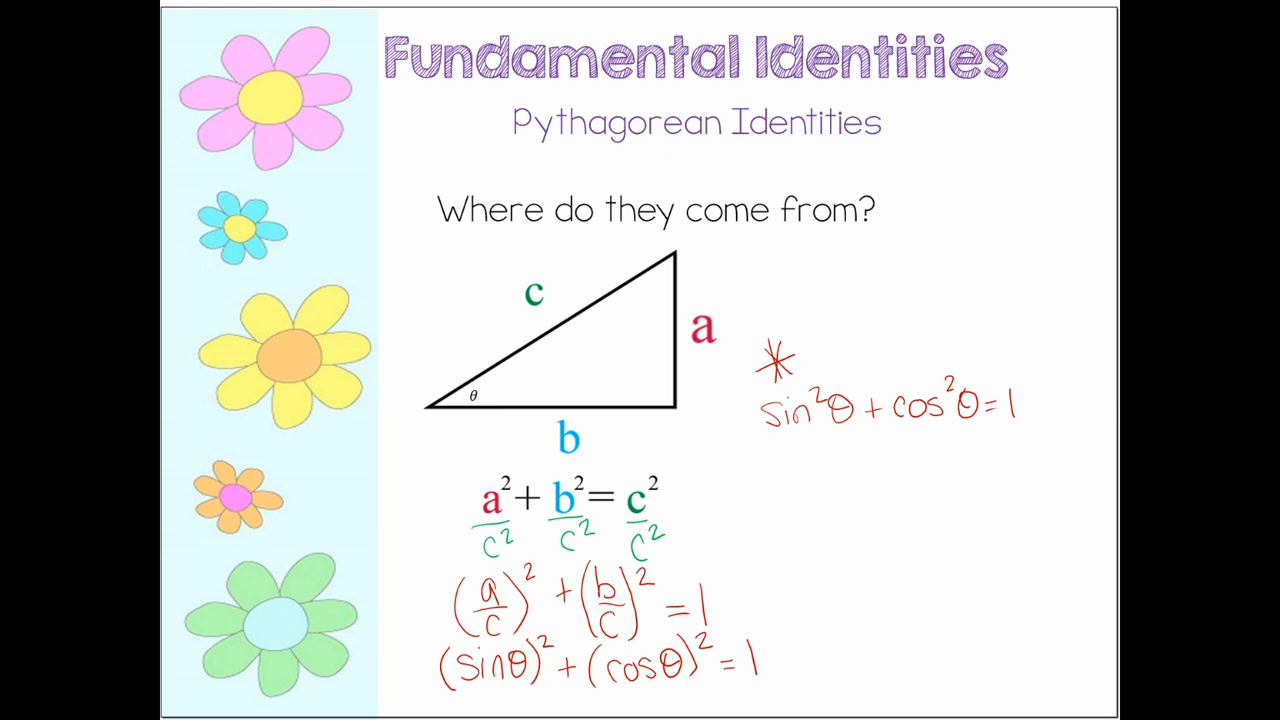 Fundamental Identities
Pythagorean Identities
Where do they come from?
c
a
θ
b
*
sin²θ + cos²θ = 1
a² + b² = c²
c² c² c²
(a/c)² + (b/c)² = 1
(sinθ)² + (cosθ)² = 1